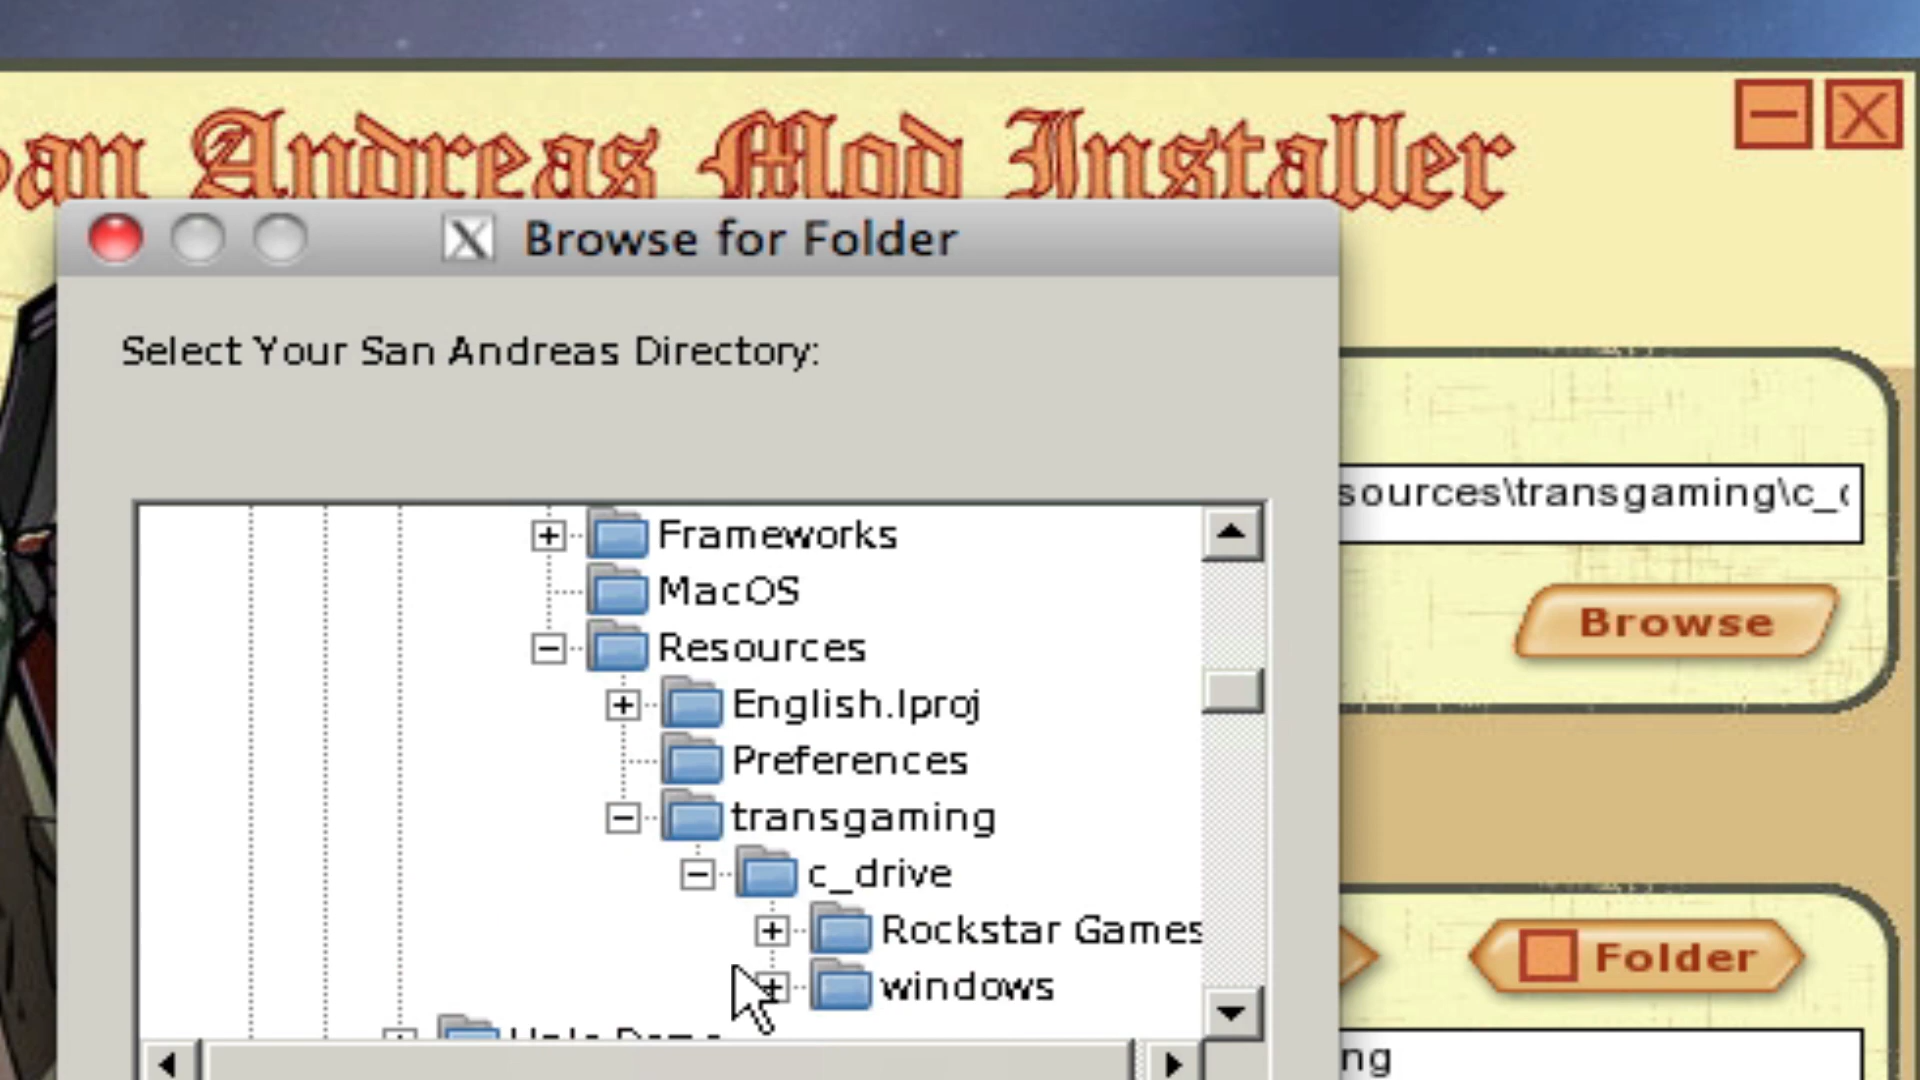 San Andreas Mod Installer
Browse for Folder
Select Your San Andreas Directory:
Frameworks
MacOS
Resources
English.lproj
Preferences
transgaming
c_drive
Rockstar Games
windows
sources\transgaming\c_
Browse
Folder
ng